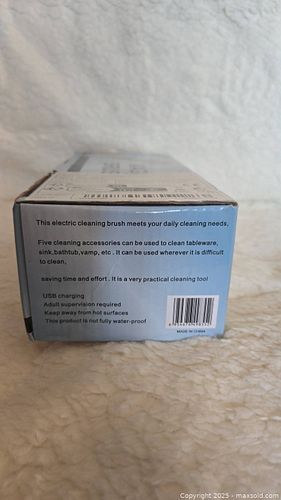 This electric cleaning brush meets your daily cleaning needs,
Five cleaning accessories can be used to clean tableware,
sink,bathtub,vamp, etc . It can be used wherever it is difficult
to clean,
saving time and effort . It is a very practical cleaning tool
USB charging
Adult supervision required
Keep away from hot surfaces
This product is not fully water-proof
MADE IN CHINA
Copyright 2025 - maxsold.com